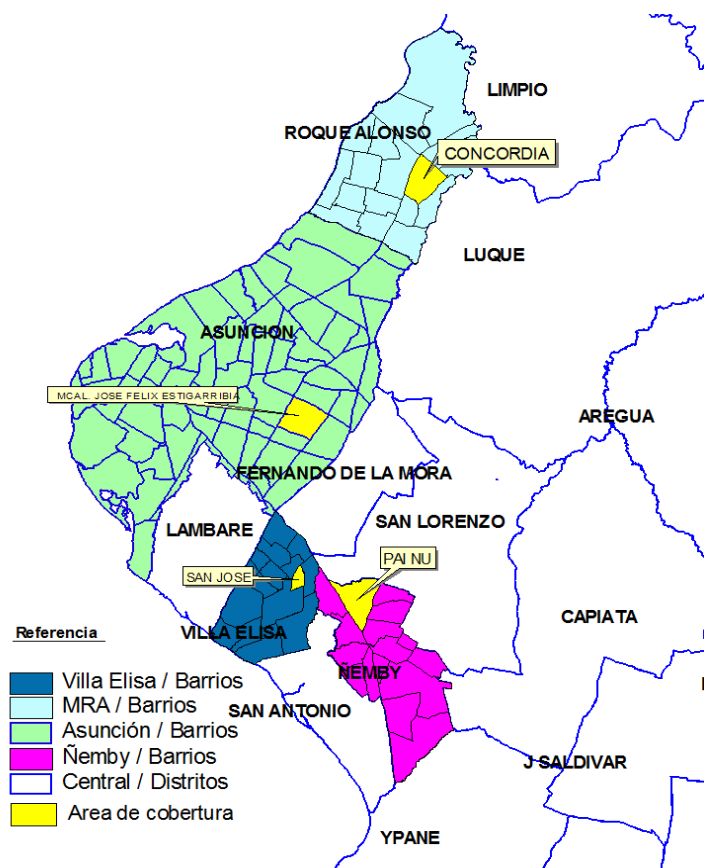 LIMPIO
ROQUE ALONSO
CONCORDIA
LUQUE
ASUNCION
MCAL. JOSE FELIX ESTIGARRIBIA
AREGUA
FERNANDO DE LA MORA
SAN LORENZO
LAMBARE
PAI NU
SAN JOSE
CAPIATA
Referencia
VILLA ELISA
ÑEMBY
Villa Elisa / Barrios
MRA / Barrios
SAN ANTONIO
Asunción / Barrios
Ñemby / Barrios
J SALDIVAR
Central / Distritos
Area de cobertura
YPANE